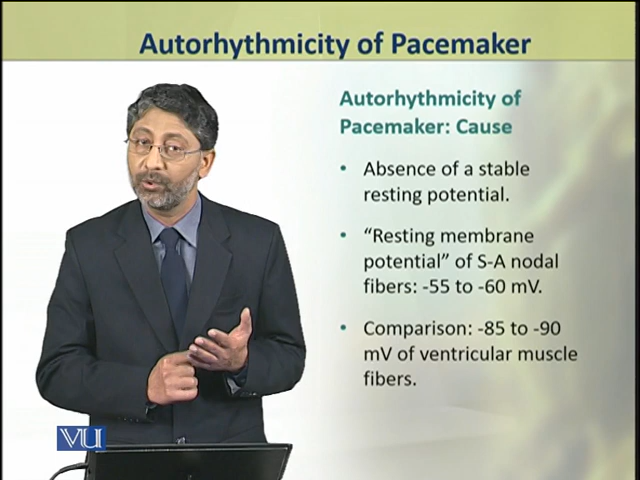 Autorhythmicity of Pacemaker
Autorhythmicity of
Pacemaker: Cause
• Absence of a stable
resting potential.
• “Resting membrane
potential” of S-A nodal
fibers: -55 to -60 mV.
• Comparison: -85 to -90
mV of ventricular muscle
fibers.
VU